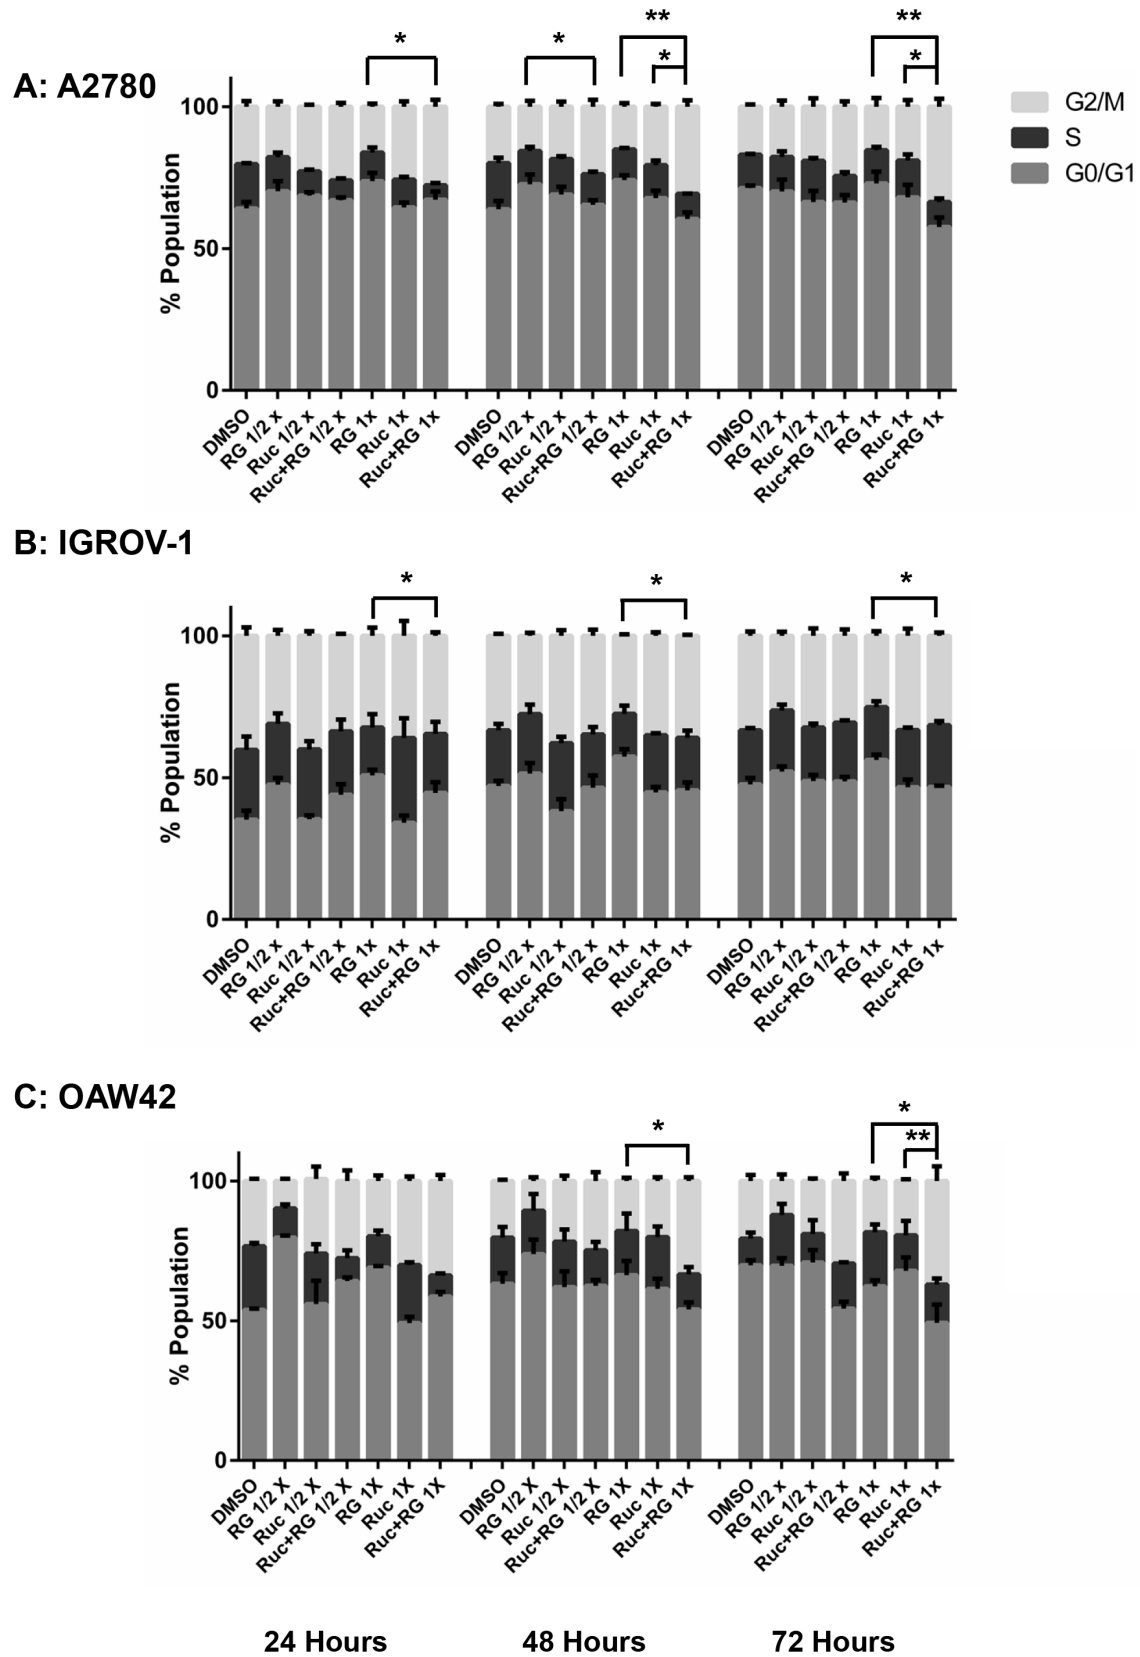 A: A2780
* * ** * ** *
G2/M
S
G0/G1
% Population
100
50
0
DMSO RG 1/2 x Ruc 1/2 x Ruc+RG 1/2 x RG 1x Ruc 1x Ruc+RG 1x DMSO RG 1/2 x Ruc 1/2 x Ruc+RG 1/2 x RG 1x Ruc 1x Ruc+RG 1x DMSO RG 1/2 x Ruc 1/2 x Ruc+RG 1/2 x RG 1x Ruc 1x Ruc+RG 1x
B: IGROV-1
* * *
% Population
100
50
0
DMSO RG 1/2 x Ruc 1/2 x Ruc+RG 1/2 x RG 1x Ruc 1x Ruc+RG 1x DMSO RG 1/2 x Ruc 1/2 x Ruc+RG 1/2 x RG 1x Ruc 1x Ruc+RG 1x DMSO RG 1/2 x Ruc 1/2 x Ruc+RG 1/2 x RG 1x Ruc 1x Ruc+RG 1x
C: OAW42
* * **
% Population
100
50
0
DMSO RG 1/2 X Ruc 1/2 X Ruc+RG 1/2 X RG 1X Ruc 1X Ruc+RG 1X DMSO RG 1/2 X Ruc 1/2 X Ruc+RG 1/2 X RG 1X Ruc 1X Ruc+RG 1X DMSO RG 1/2 x Ruc 1/2 x Ruc+RG 1/2 x RG 1x Ruc 1x Ruc+RG 1x
24 Hours 48 Hours 72 Hours